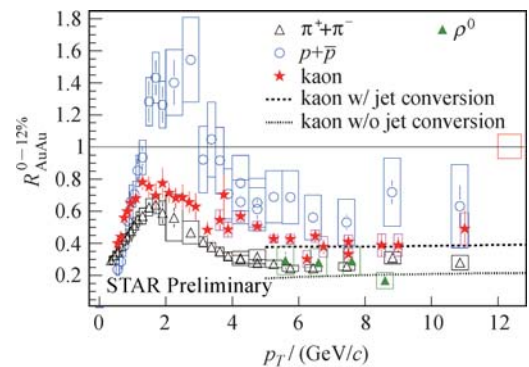 π⁺+π⁻
ρ⁰
p+p̄
kaon
kaon w/ jet conversion
kaon w/o jet conversion
1.8
1.6
1.4
1.2
1
0.8
0.6
0.4
0.2
R^{0−12%}_{AuAu}
STAR Preliminary
0 2 4 6 8 10 12
p_T / (GeV/c)